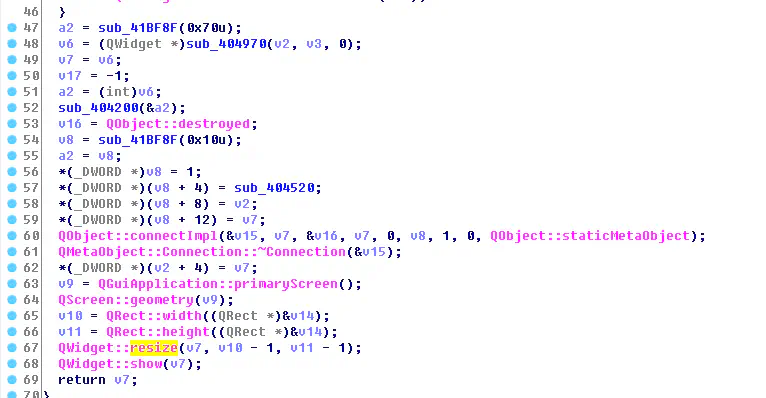 46 }
47 a2 = sub_41BF8F(0x70u);
48 v6 = (QWidget *)sub_404970(v2, v3, 0);
49 v7 = v6;
50 v17 = -1;
51 a2 = (int)v6;
52 sub_404200(&a2);
53 v16 = QObject::destroyed;
54 v8 = sub_41BF8F(0x10u);
55 a2 = v8;
56 *(_DWORD *)v8 = 1;
57 *(_DWORD *)(v8 + 4) = sub_404520;
58 *(_DWORD *)(v8 + 8) = v2;
59 *(_DWORD *)(v8 + 12) = v7;
60 QObject::connectImpl(&v15, v7, &v16, v7, 0, v8, 1, 0, QObject::staticMetaObject);
61 QMetaObject::Connection::~Connection(&v15);
62 *(_DWORD *)(v2 + 4) = v7;
63 v9 = QGuiApplication::primaryScreen();
64 QScreen::geometry(v9);
65 v10 = QRect::width((QRect *)&v14);
66 v11 = QRect::height((QRect *)&v14);
67 QWidget::resize(v7, v10 - 1, v11 - 1);
68 QWidget::show(v7);
69 return v7;
70 }